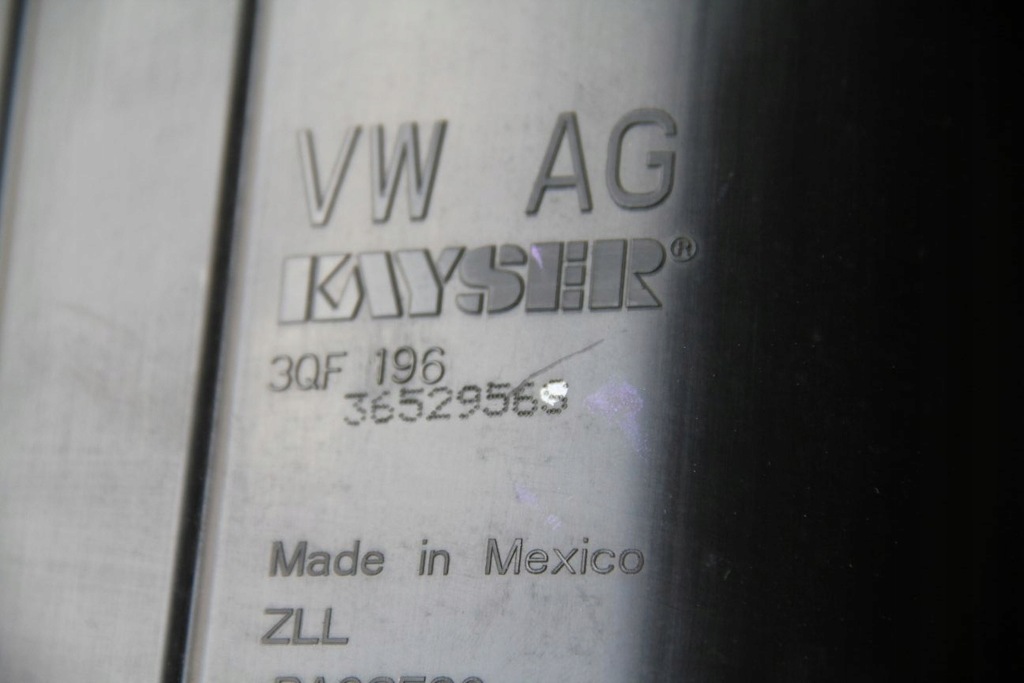 VW AG
KAYSER®
3QF 196
Made in Mexico
ZLL